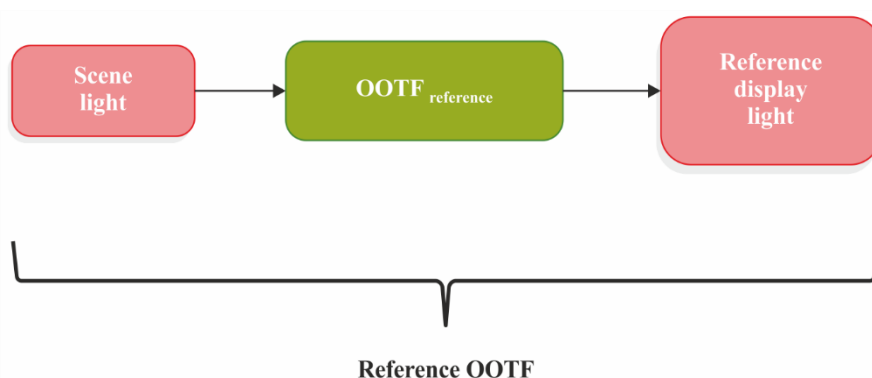 Scene
light
OOTF reference
Reference
display
light
Reference OOTF